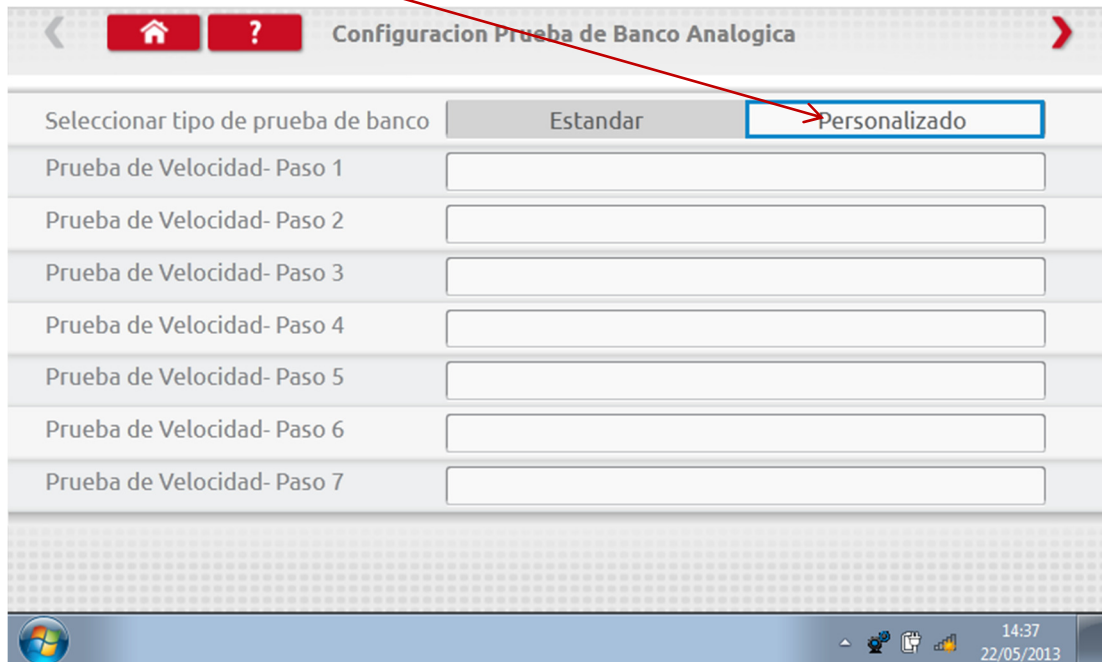 ? Configuracion Prueba de Banco Analogica
Seleccionar tipo de prueba de banco Estandar Personalizado
Prueba de Velocidad- Paso 1
Prueba de Velocidad- Paso 2
Prueba de Velocidad- Paso 3
Prueba de Velocidad- Paso 4
Prueba de Velocidad- Paso 5
Prueba de Velocidad- Paso 6
Prueba de Velocidad- Paso 7
14:37
22/05/2013